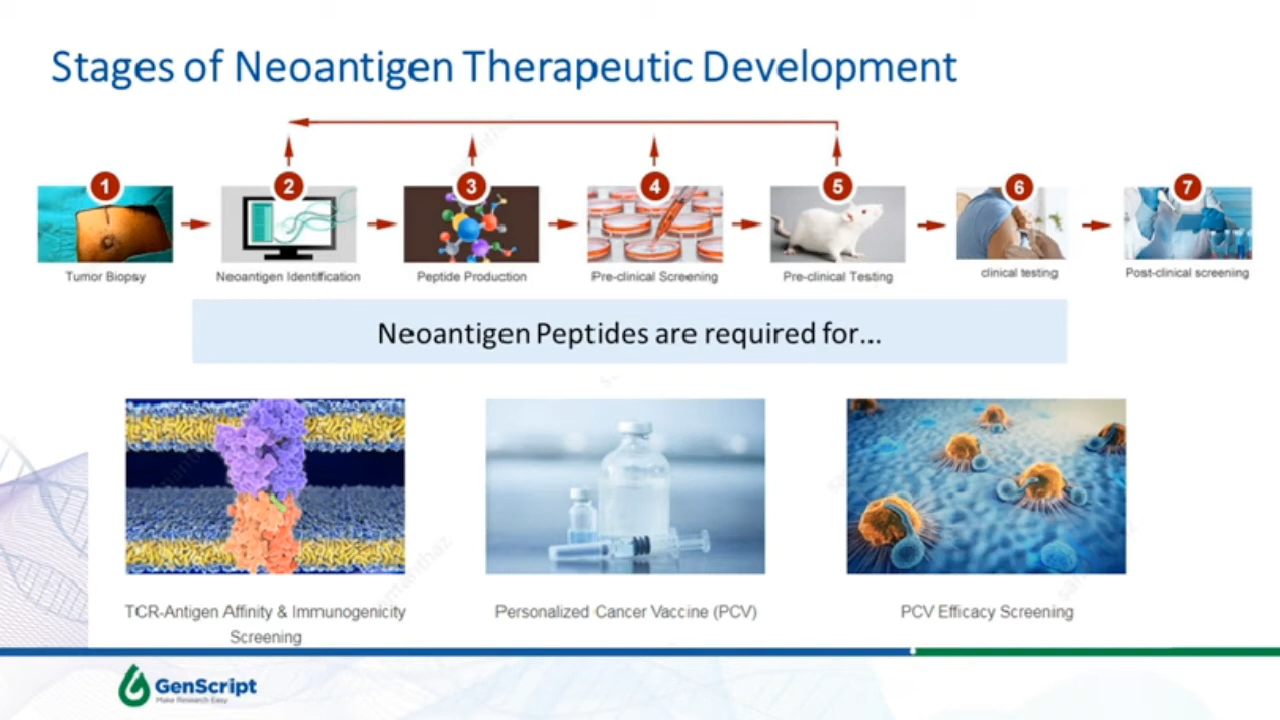 Stages of Neoantigen Therapeutic Development
1
2
3
4
5
6
7
Tumor Biopsy
Neoantigen Identification
Peptide Production
Pre-clinical Screening
Pre-clinical Testing
clinical testing
Post-clinical screening
Neoantigen Peptides are required for...
TCR-Antigen Affinity & Immunogenicity
Screening
Personalized Cancer Vaccine (PCV)
PCV Efficacy Screening
GenScript
Make Research Easy